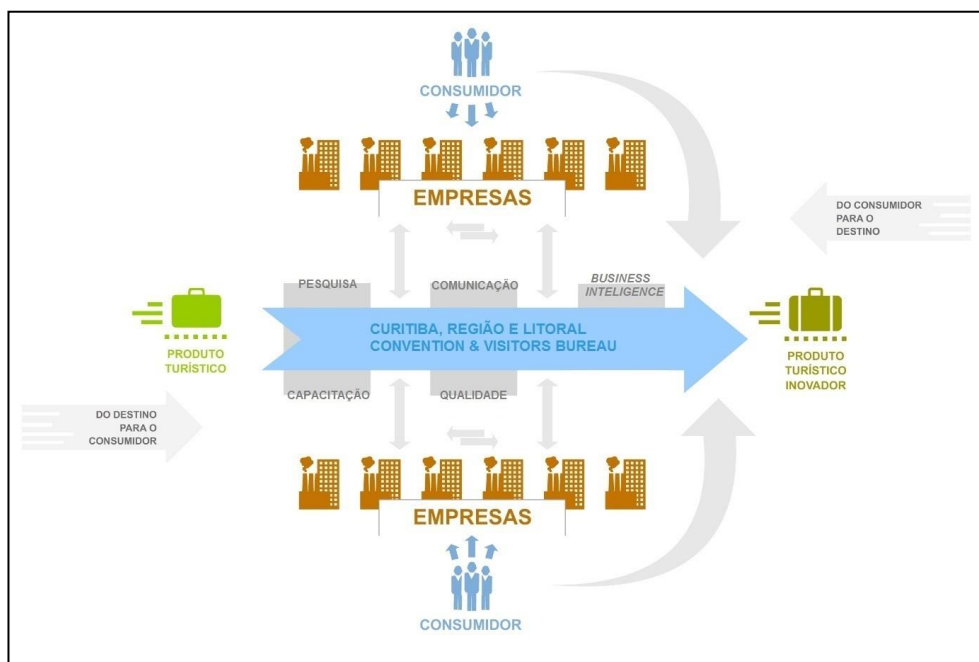 CONSUMIDOR
EMPRESAS
DO CONSUMIDOR
PARA O
DESTINO
PESQUISA
COMUNICAÇÃO
BUSINESS
INTELIGENCE
CURITIBA, REGIÃO E LITORAL
CONVENTION & VISITORS BUREAU
PRODUTO
TURÍSTICO
PRODUTO
TURÍSTICO
INOVADOR
CAPACITAÇÃO
QUALIDADE
DO DESTINO
PARA O
CONSUMIDOR
EMPRESAS
CONSUMIDOR